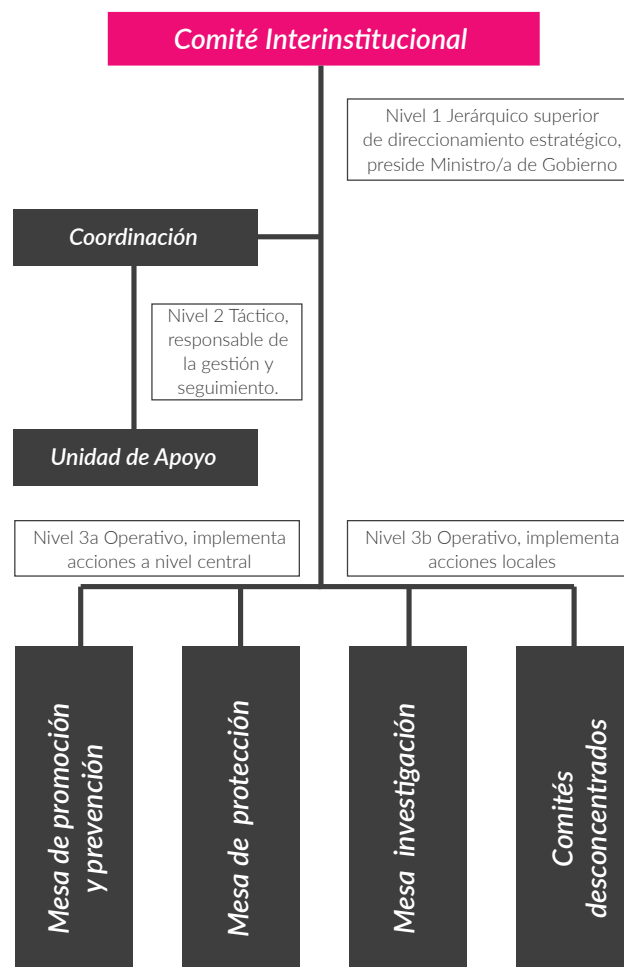 Comité Interinstitucional
Nivel 1 Jerárquico superior
de direccionamiento estratégico,
preside Ministro/a de Gobierno
Coordinación
Nivel 2 Táctico,
responsable de
la gestión y
seguimiento.
Unidad de Apoyo
Nivel 3a Operativo, implementa
acciones a nivel central
Nivel 3b Operativo, implementa
acciones locales
Mesa de promoción
y prevención
Mesa de protección
Mesa investigación
Comités
desconcentrados